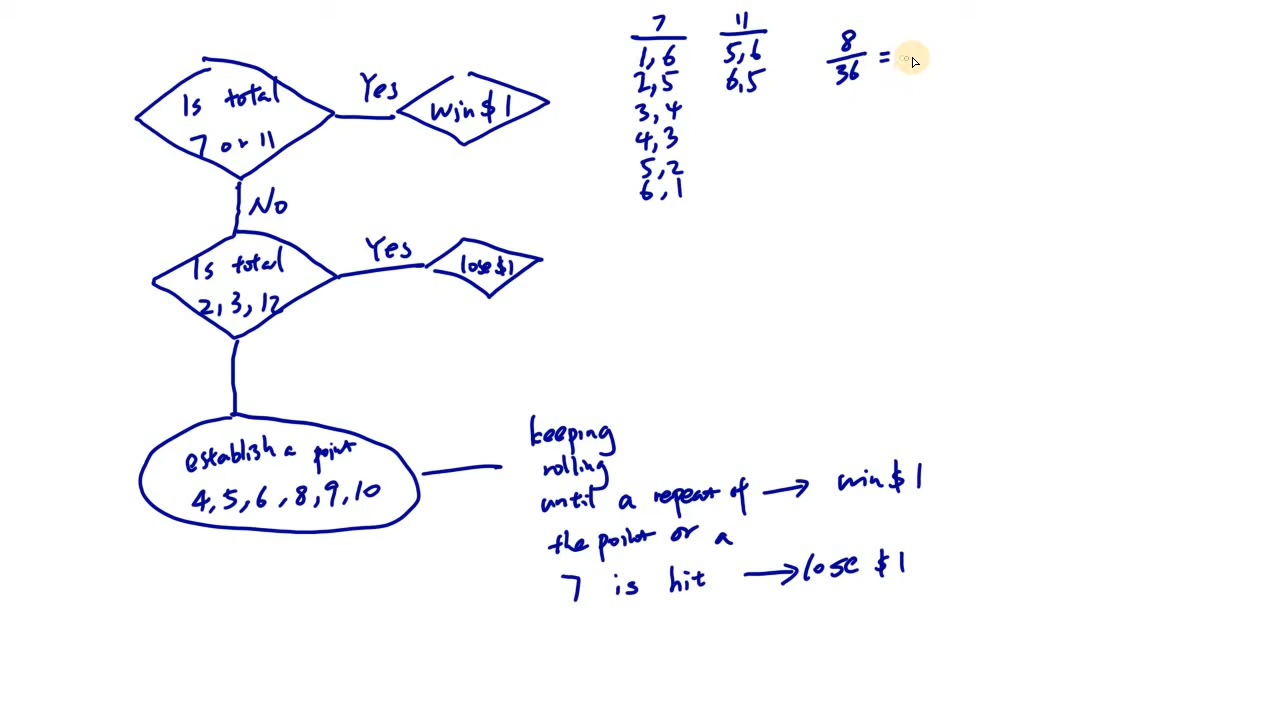 Is total
7 or 11
Yes
win $1
No
Is total
2, 3, 12
Yes
lose $1
establish a point
4, 5, 6, 8, 9, 10
keeping
rolling
until a repeat of → win $1
the point or a
7 is hit → lose $1
7
1, 6
2, 5
3, 4
4, 3
5, 2
6, 1
11
5, 6
6, 5
8
36 =